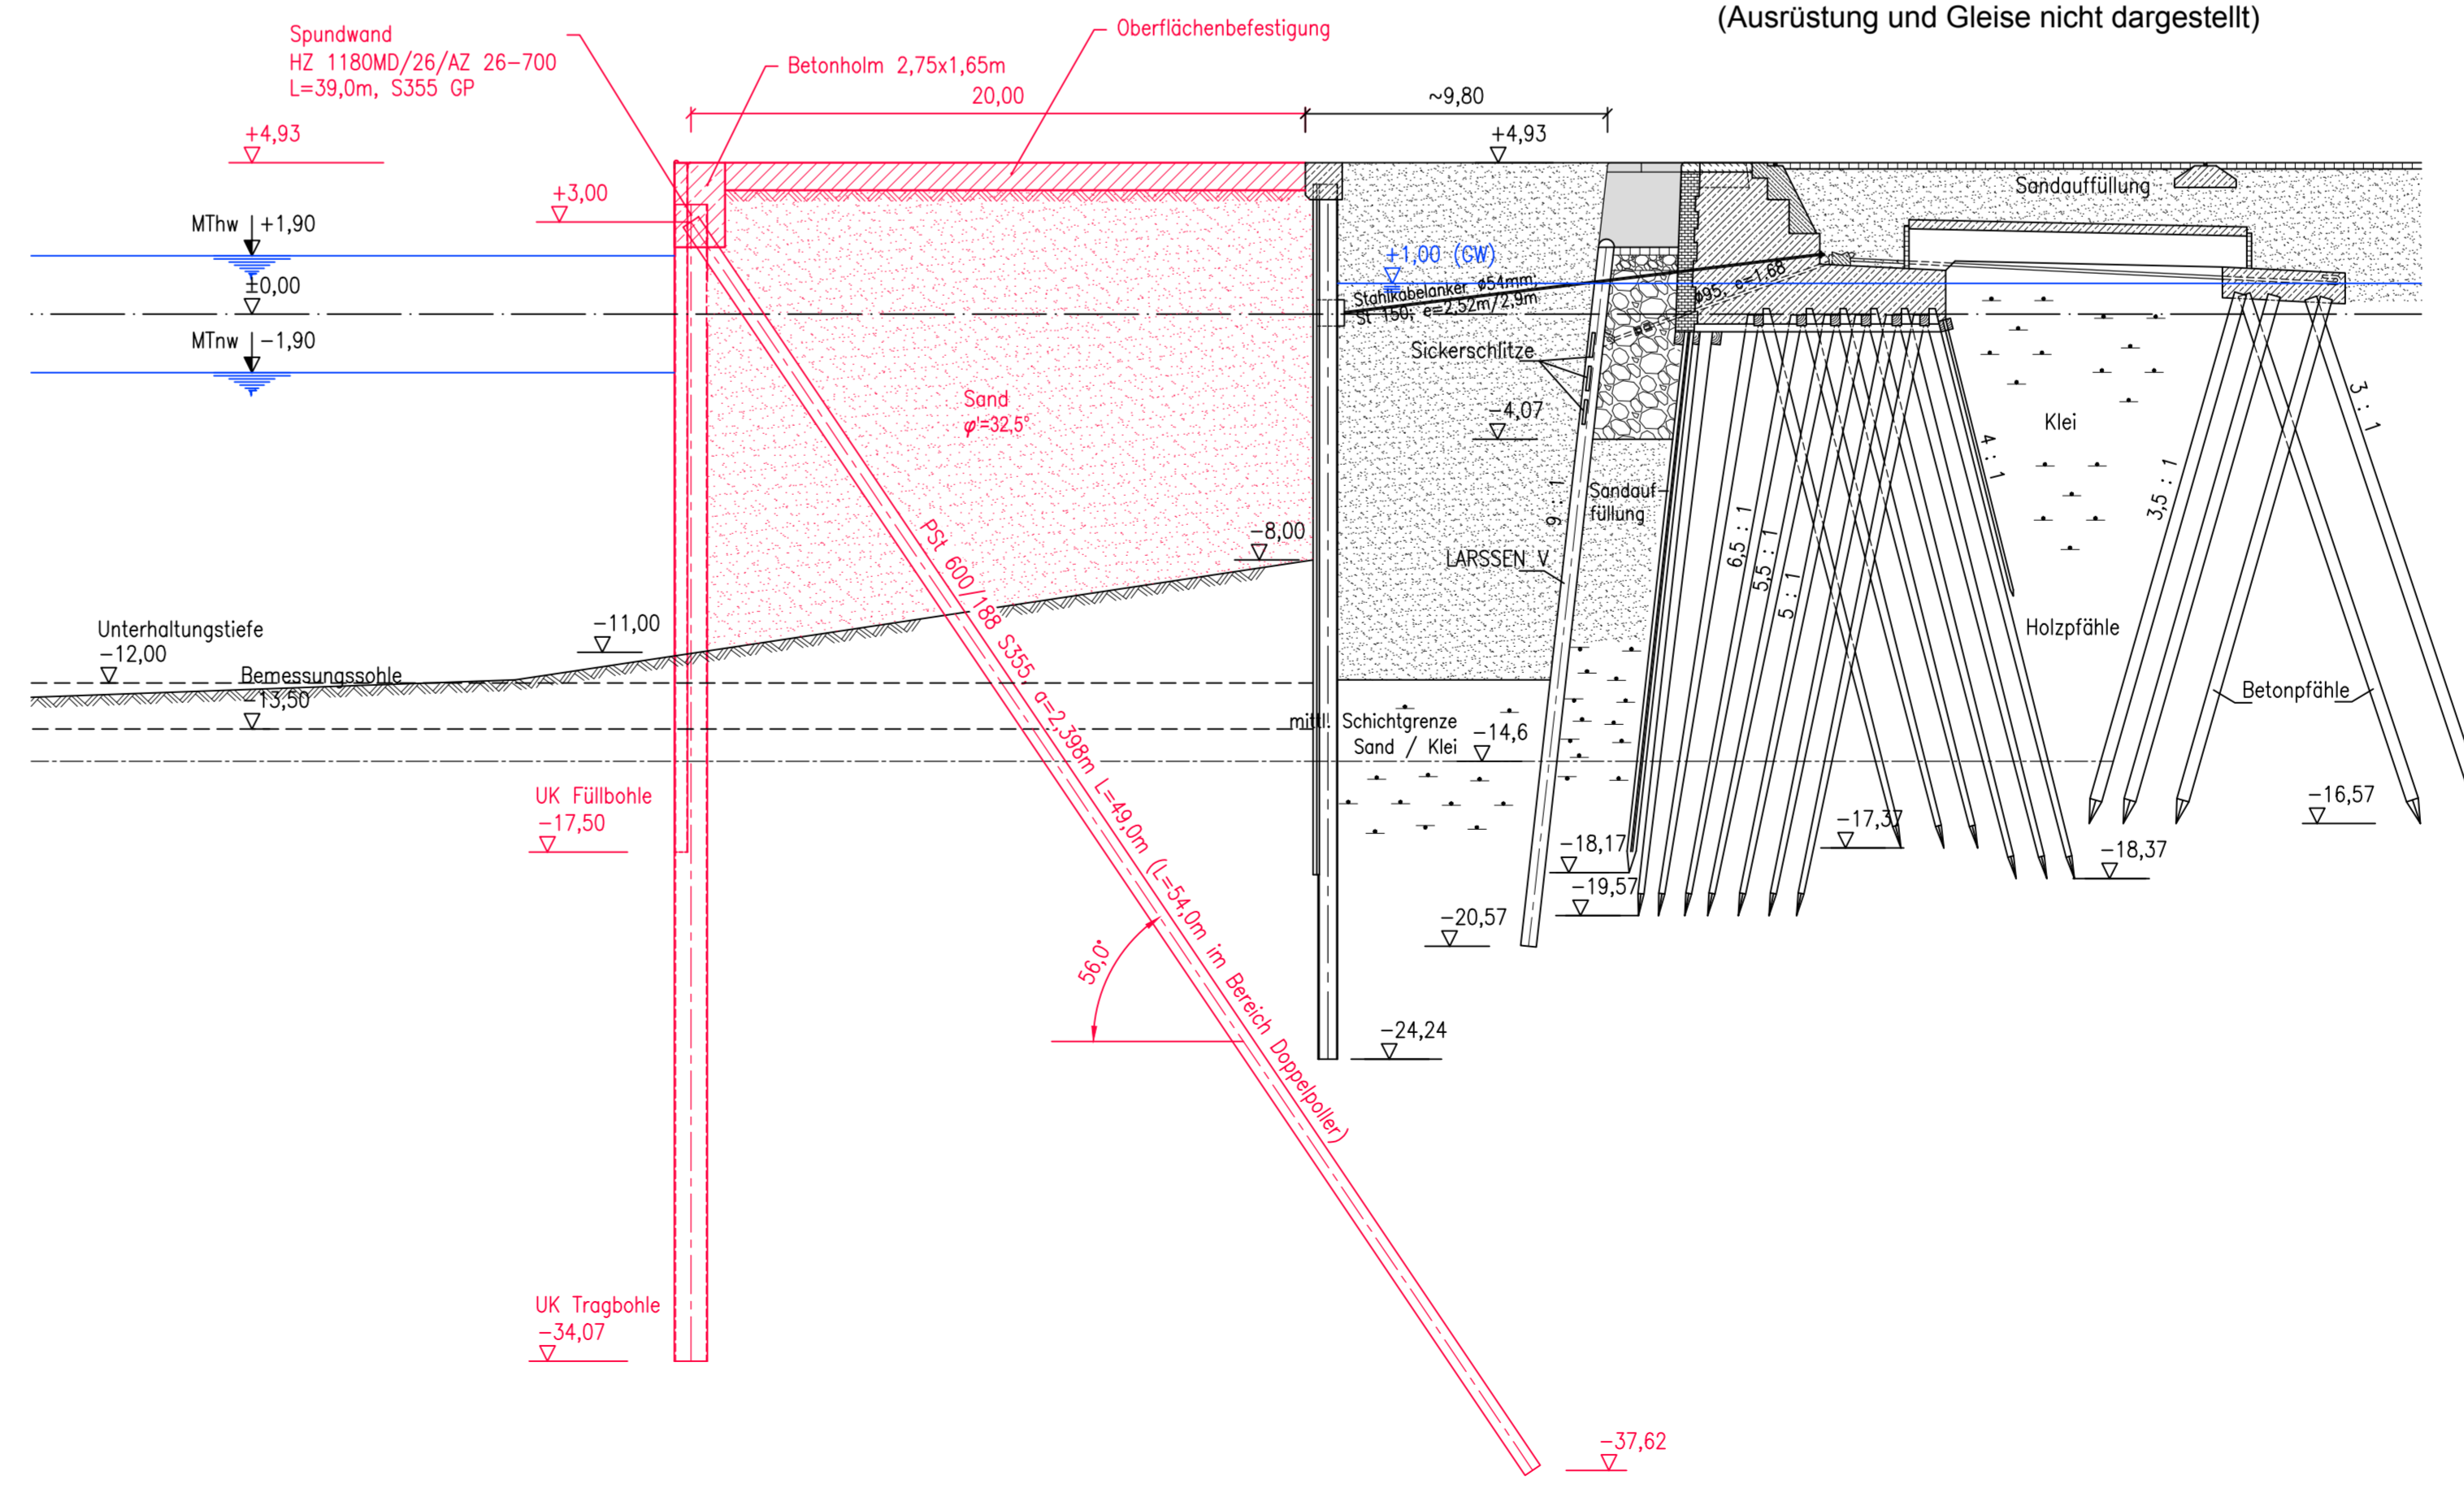 (Ausrüstung und Gleise nicht dargestellt)
Spundwand
HZ 1180MD/26/AZ 26-700
L=39,0m, S355 GP
Betonholm 2,75x1,65m
Oberflächenbefestigung
20,00
~9,80
+4,93
+4,93
+3,00
MThw +1,90
±0,00
MTnw -1,90
Sandauffüllung
+1,00 (GW)
Stahlkabelanker ø54mm,
St 150; e=2,52m/2,9m
ø95, e=1,68
Sickerschlitze
-4,07
Sand
φ'=32,5°
Klei
3 : 1
4 : 1
3,5 : 1
9 : 1
Sandauf-
füllung
6,5 : 1
5,5 : 1
5 : 1
LARSSEN V
-8,00
PSt 600/188 S355, a=2,398m L=49,0m (L=54,0m im Bereich Doppelpoller)
-11,00
Unterhaltungstiefe
-12,00
Bemessungssohle
-13,50
Holzpfähle
Betonpfähle
mittl. Schichtgrenze
Sand / Klei
-14,6
UK Füllbohle
-17,50
-16,57
-17,37
-18,17
-18,37
-19,57
-20,57
56,0°
-24,24
UK Tragbohle
-34,07
-37,62